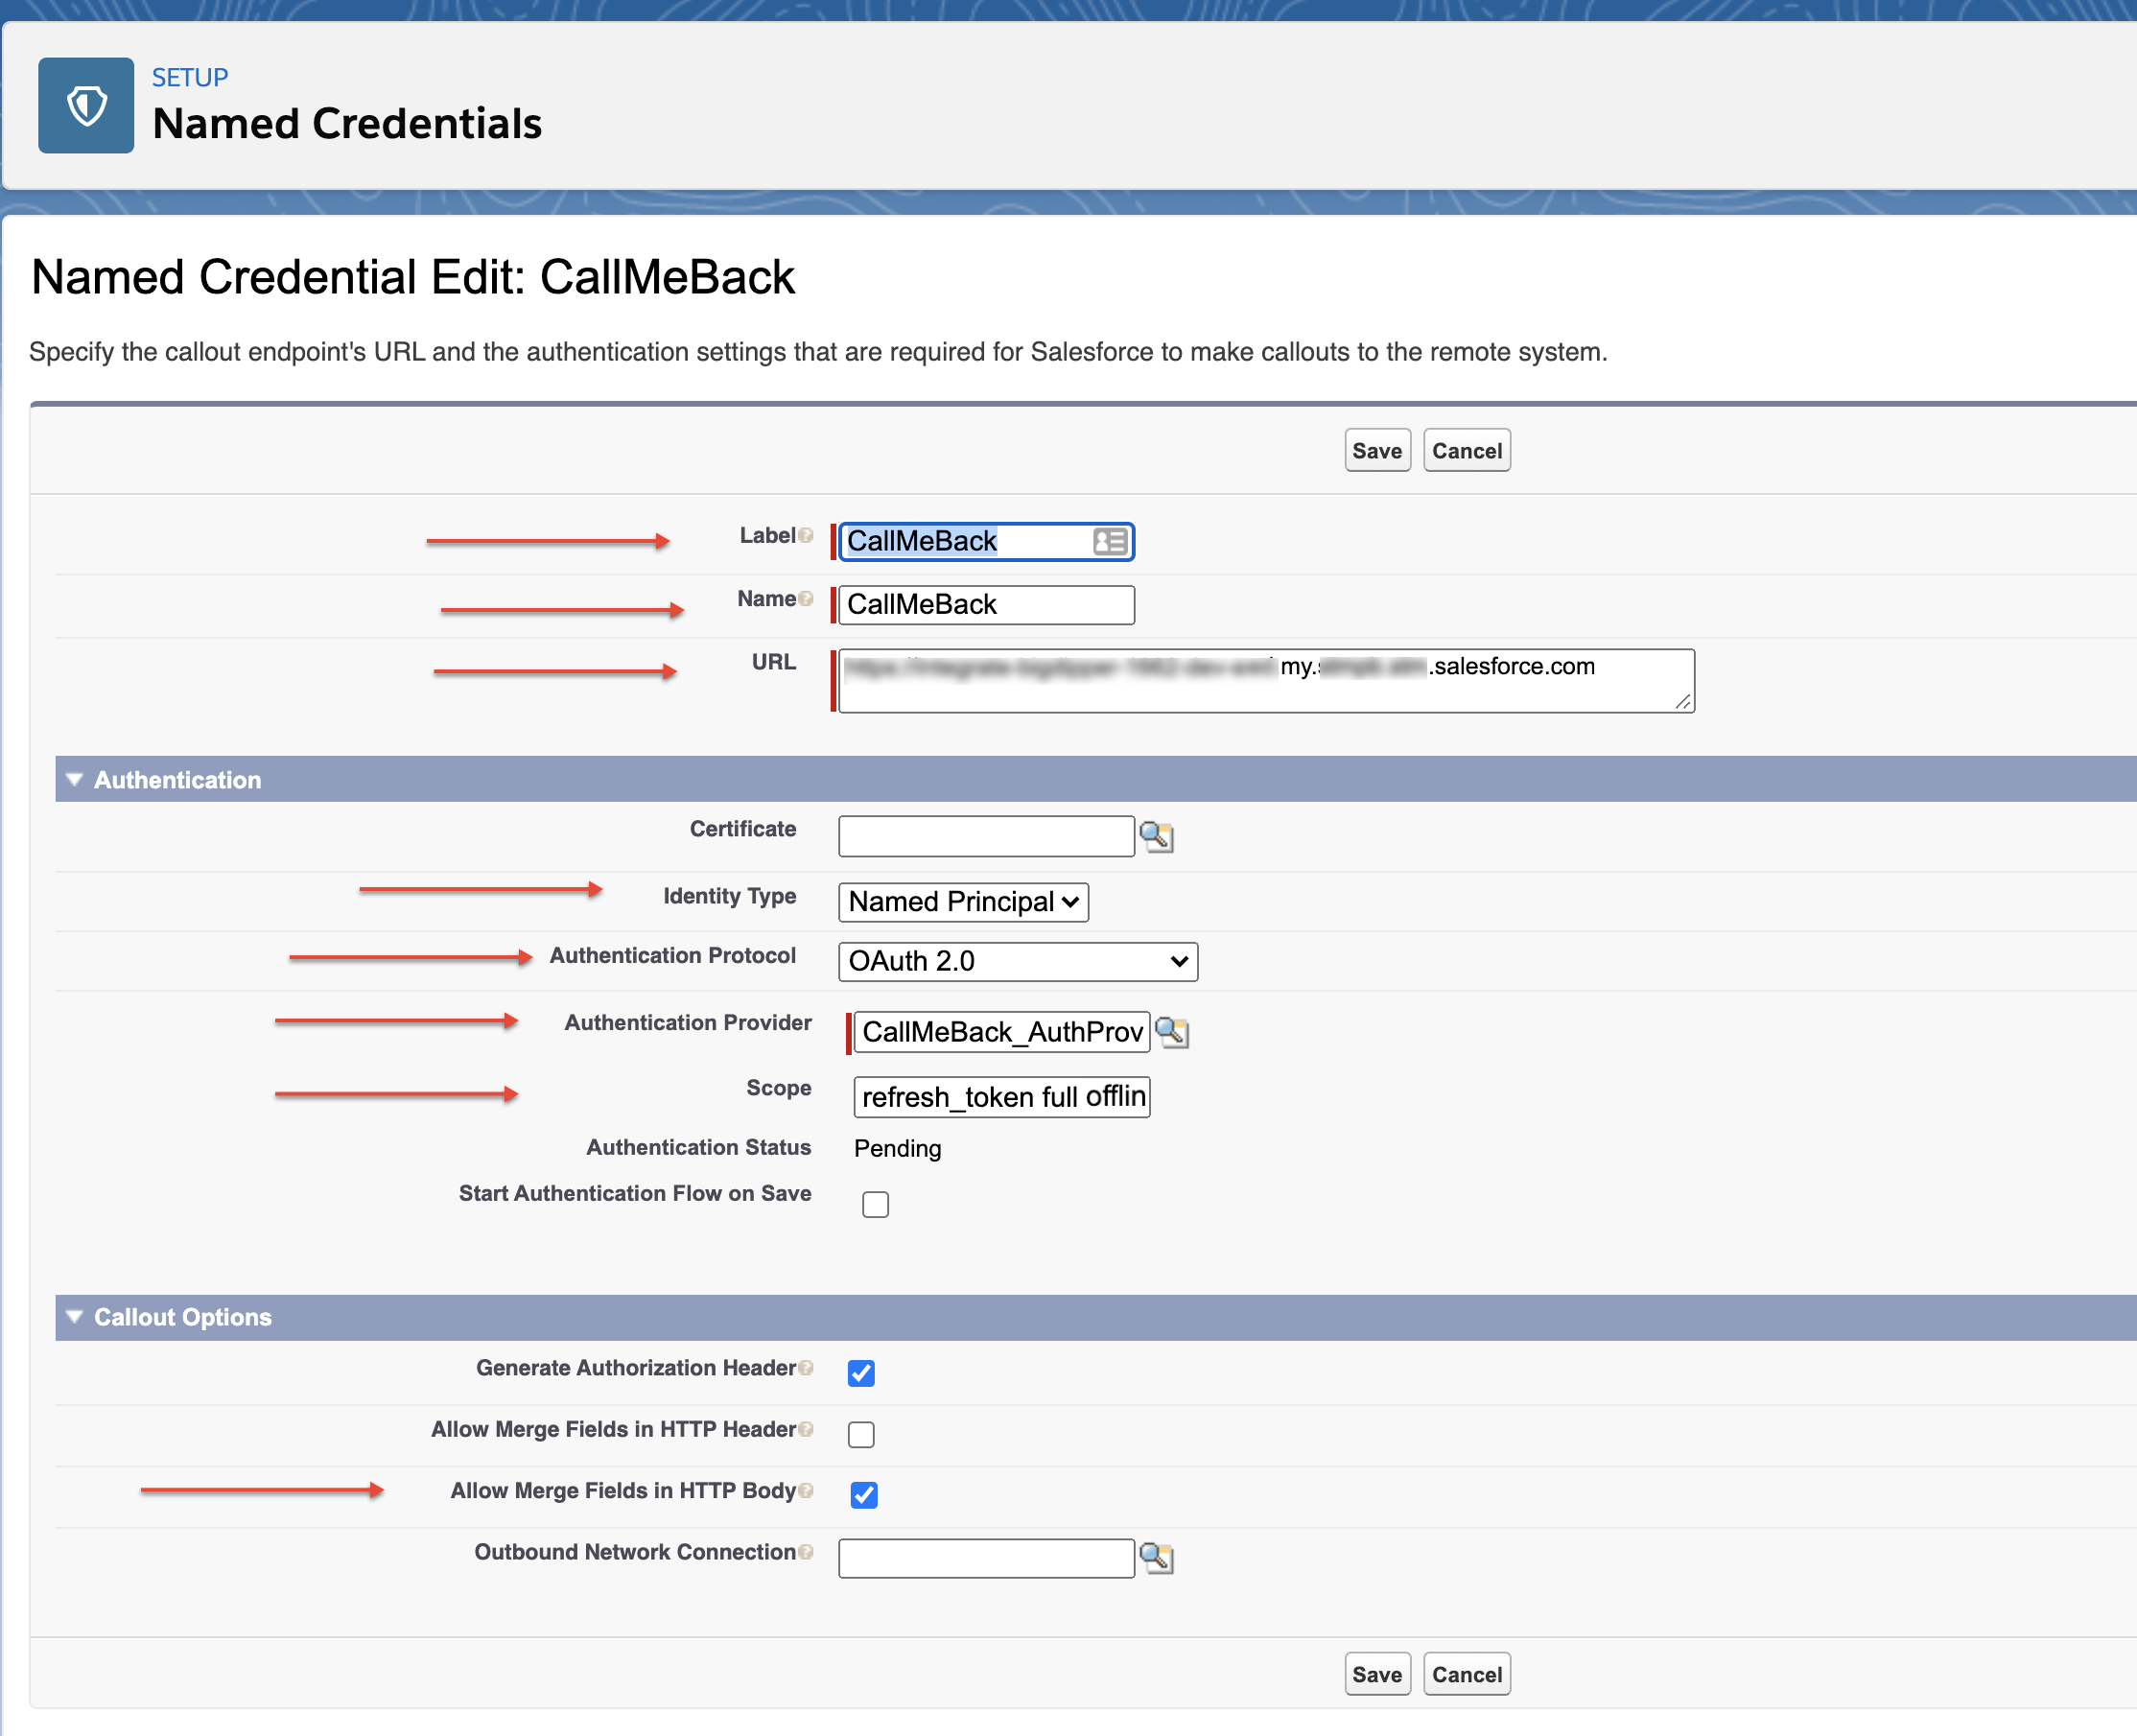 SETUP
Named Credentials
Named Credential Edit: CallMeBack
Specify the callout endpoint's URL and the authentication settings that are required for Salesforce to make callouts to the remote system.
Save Cancel
Label CallMeBack
Name CallMeBack
URL my. .salesforce.com
Authentication
Certificate
Identity Type Named Principal
Authentication Protocol OAuth 2.0
Authentication Provider CallMeBack_AuthProv
Scope refresh_token full offlin
Authentication Status Pending
Start Authentication Flow on Save
Callout Options
Generate Authorization Header
Allow Merge Fields in HTTP Header
Allow Merge Fields in HTTP Body
Outbound Network Connection
Save Cancel